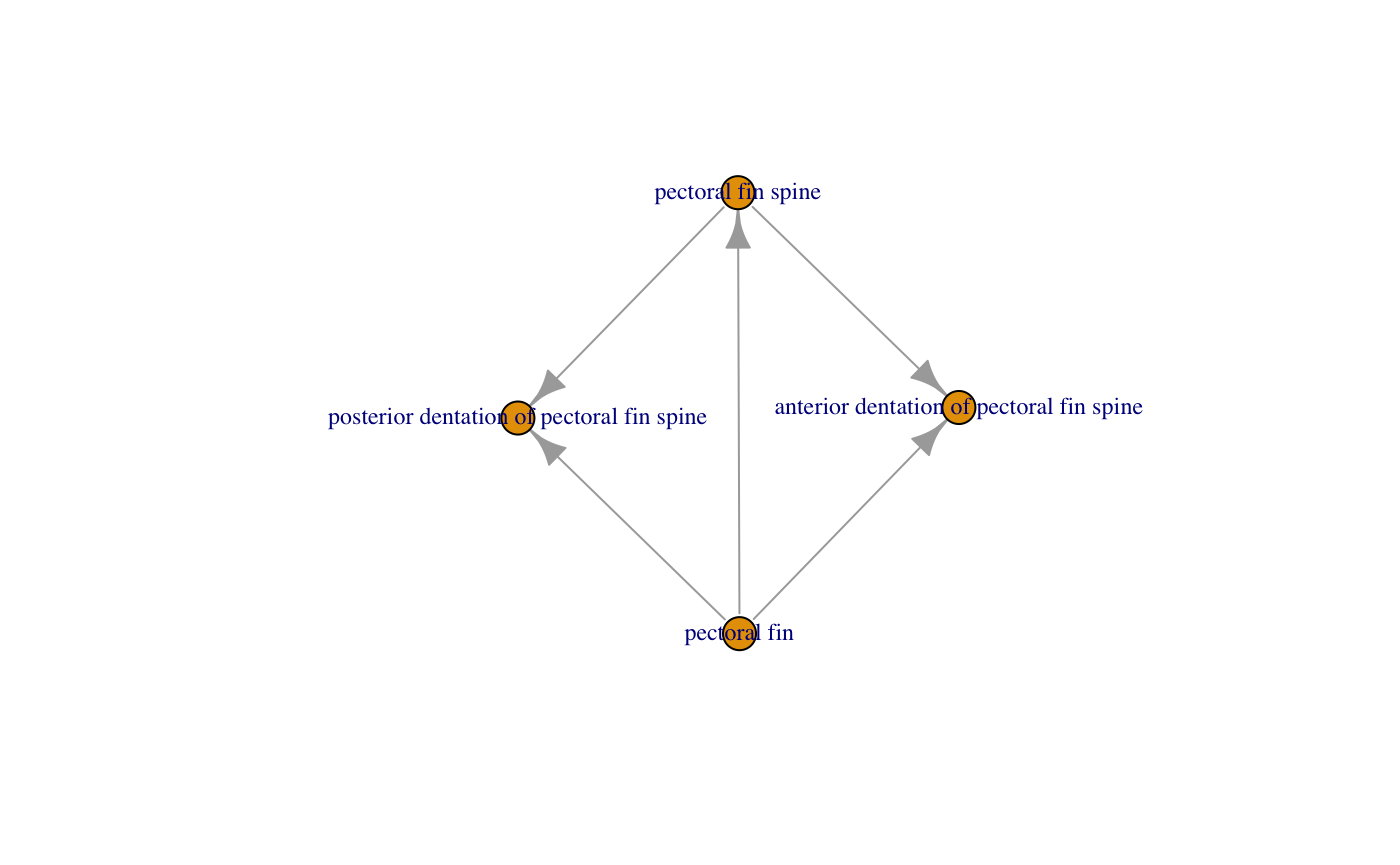 pectoral fin spine
anterior dentation of pectoral fin spine
posterior dentation of pectoral fin spine
pectoral fin